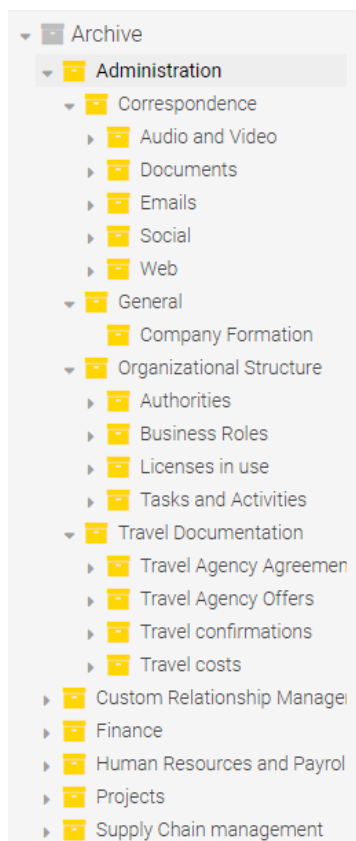 Archive
Administration
Correspondence
Audio and Video
Documents
Emails
Social
Web
General
Company Formation
Organizational Structure
Authorities
Business Roles
Licenses in use
Tasks and Activities
Travel Documentation
Travel Agency Agreemen
Travel Agency Offers
Travel confirmations
Travel costs
Custom Relationship Manage
Finance
Human Resources and Payrol
Projects
Supply Chain management